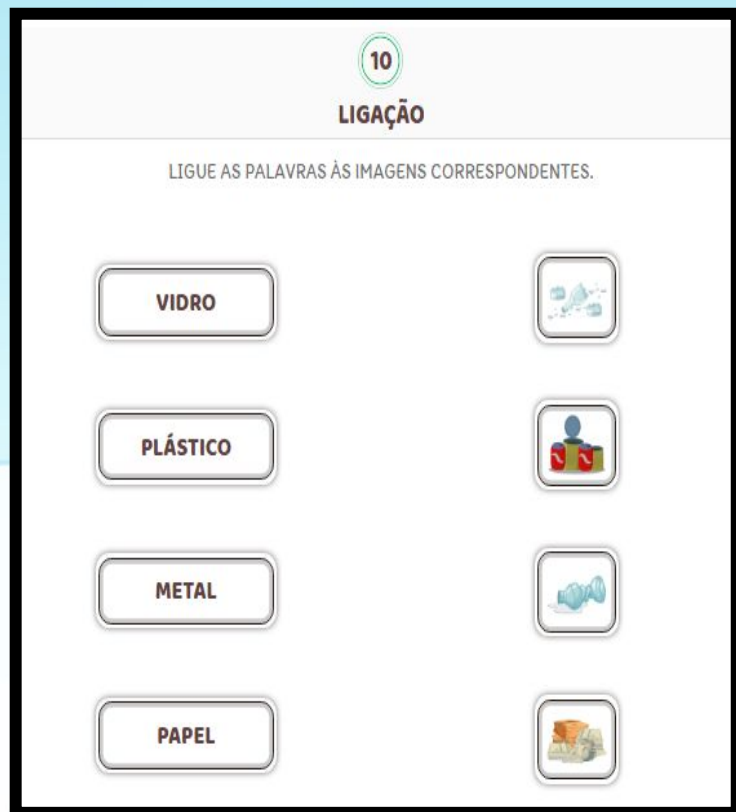 10
LIGAÇÃO
LIGUE AS PALAVRAS ÀS IMAGENS CORRESPONDENTES.
VIDRO
PLÁSTICO
METAL
PAPEL